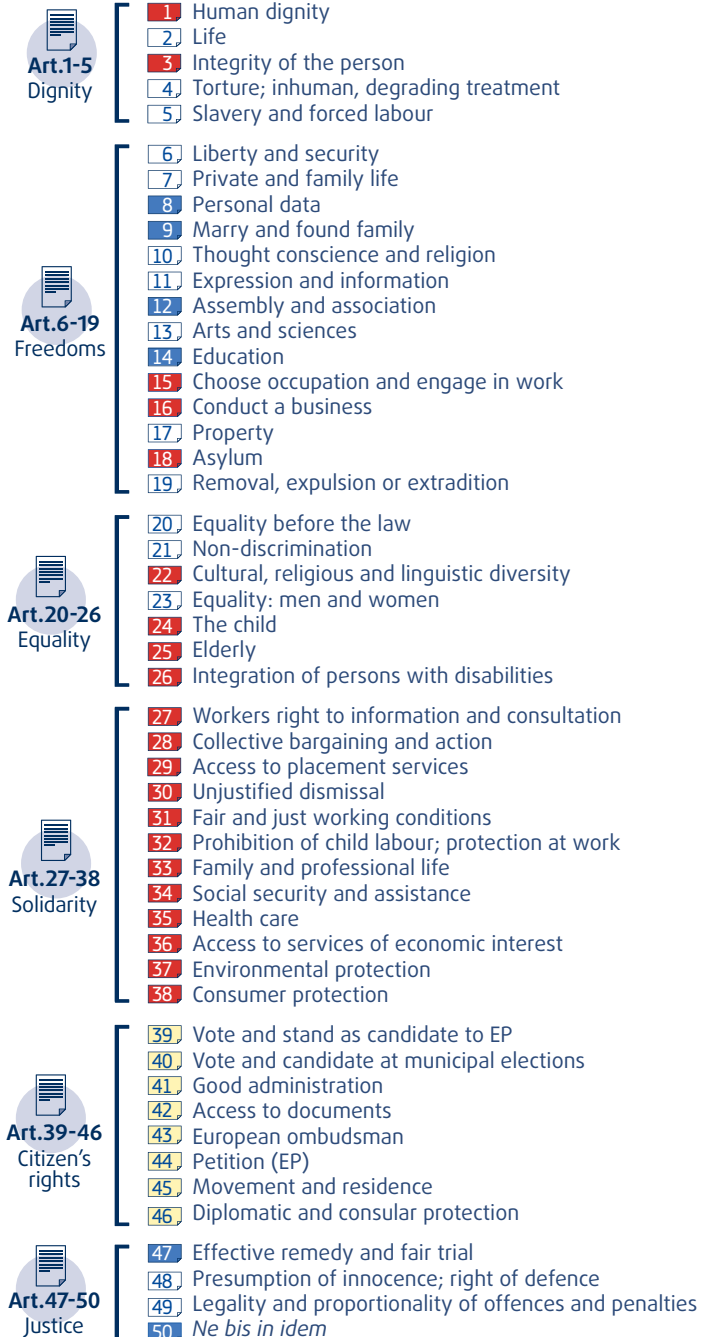 Art.1-5
Dignity
1 Human dignity
2 Life
3 Integrity of the person
4 Torture; inhuman, degrading treatment
5 Slavery and forced labour
Art.6-19
Freedoms
6 Liberty and security
7 Private and family life
8 Personal data
9 Marry and found family
10 Thought conscience and religion
11 Expression and information
12 Assembly and association
13 Arts and sciences
14 Education
15 Choose occupation and engage in work
16 Conduct a business
17 Property
18 Asylum
19 Removal, expulsion or extradition
Art.20-26
Equality
20 Equality before the law
21 Non-discrimination
22 Cultural, religious and linguistic diversity
23 Equality: men and women
24 The child
25 Elderly
26 Integration of persons with disabilities
Art.27-38
Solidarity
27 Workers right to information and consultation
28 Collective bargaining and action
29 Access to placement services
30 Unjustified dismissal
31 Fair and just working conditions
32 Prohibition of child labour; protection at work
33 Family and professional life
34 Social security and assistance
35 Health care
36 Access to services of economic interest
37 Environmental protection
38 Consumer protection
Art.39-46
Citizen's
rights
39 Vote and stand as candidate to EP
40 Vote and candidate at municipal elections
41 Good administration
42 Access to documents
43 European ombudsman
44 Petition (EP)
45 Movement and residence
46 Diplomatic and consular protection
Art.47-50
Justice
47 Effective remedy and fair trial
48 Presumption of innocence; right of defence
49 Legality and proportionality of offences and penalties
50 Ne bis in idem